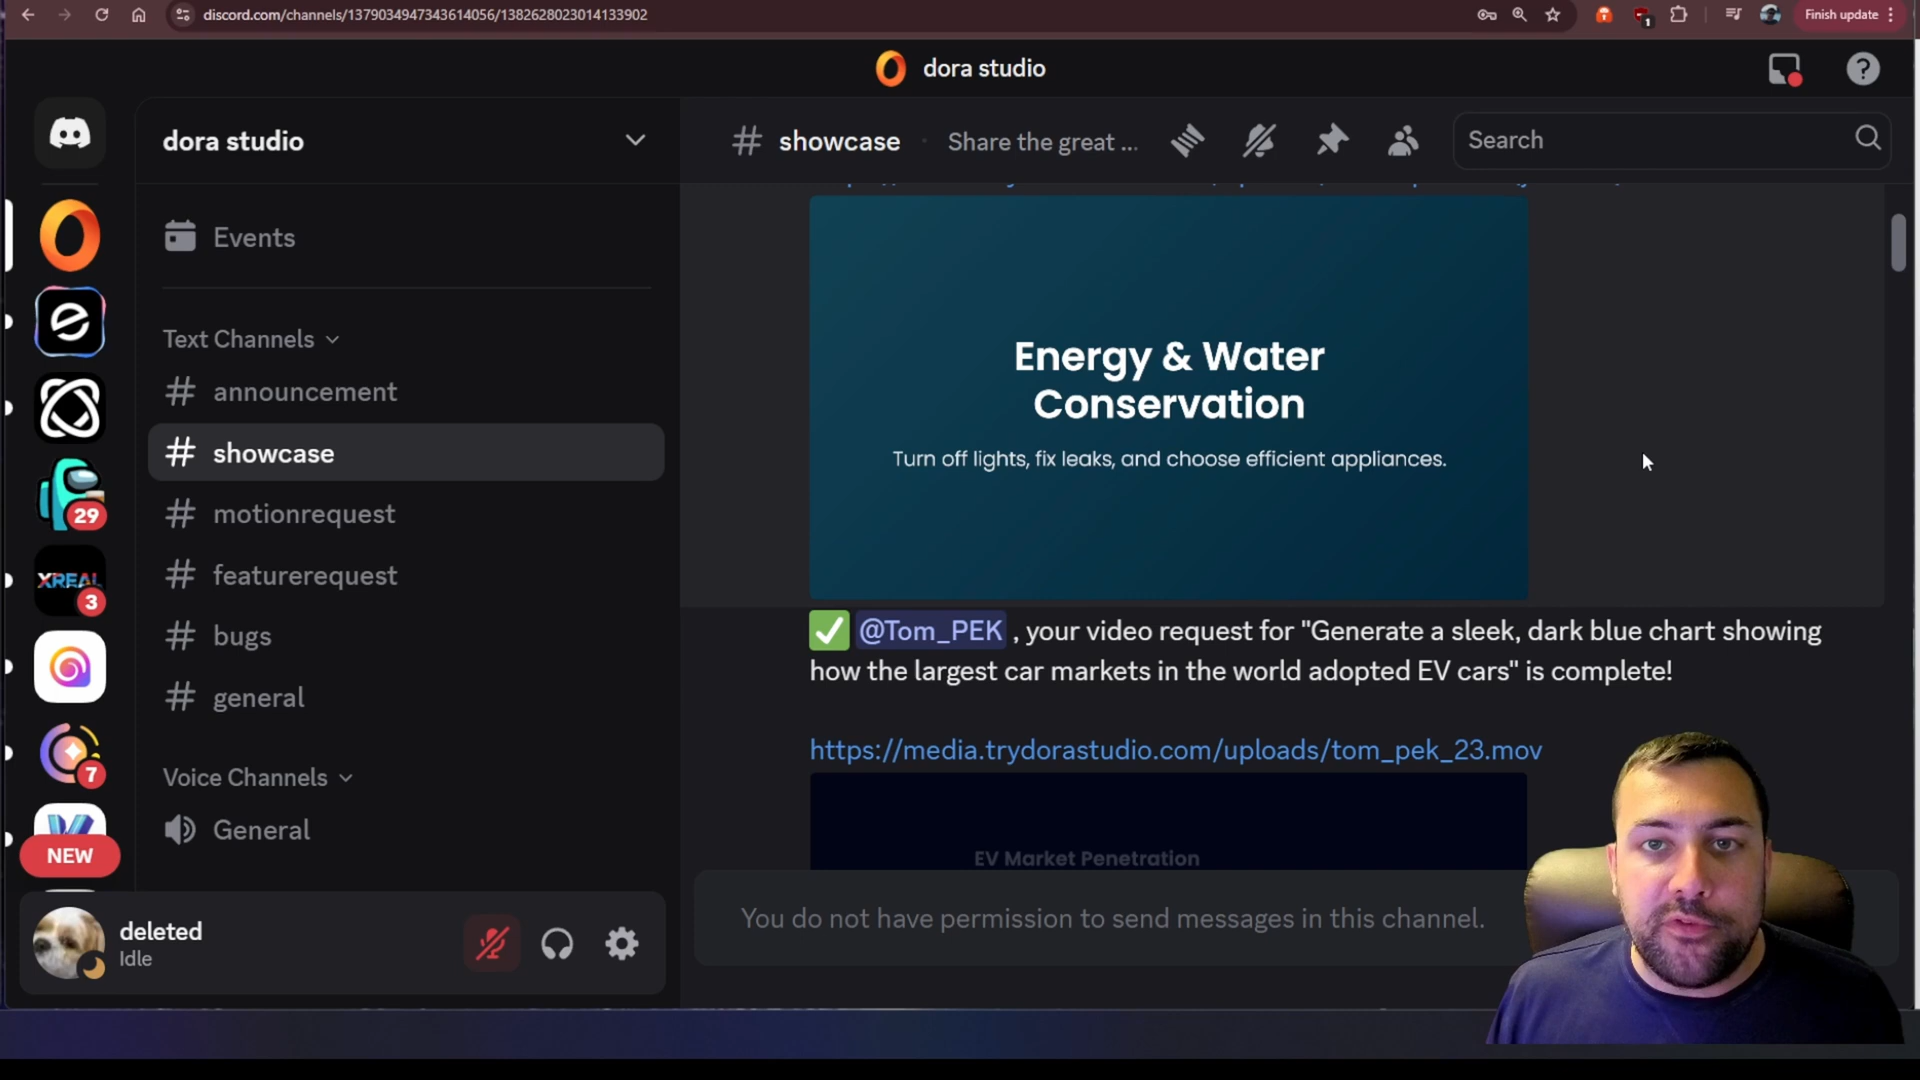 discord.com/channels/1379034947343614056/1382628023014133902
1
Finish update
dora studio
dora studio
showcase
Share the great ...
Search
Events
Text Channels
announcement
showcase
motionrequest
featurerequest
bugs
general
Voice Channels
General
29
XREAL
3
7
NEW
deleted
Idle
Energy & Water
Conservation
Turn off lights, fix leaks, and choose efficient appliances.
@Tom_PEK , your video request for "Generate a sleek, dark blue chart showing
how the largest car markets in the world adopted EV cars" is complete!
https://media.trydorastudio.com/uploads/tom_pek_23.mov
EV Market Penetration
You do not have permission to send messages in this channel.